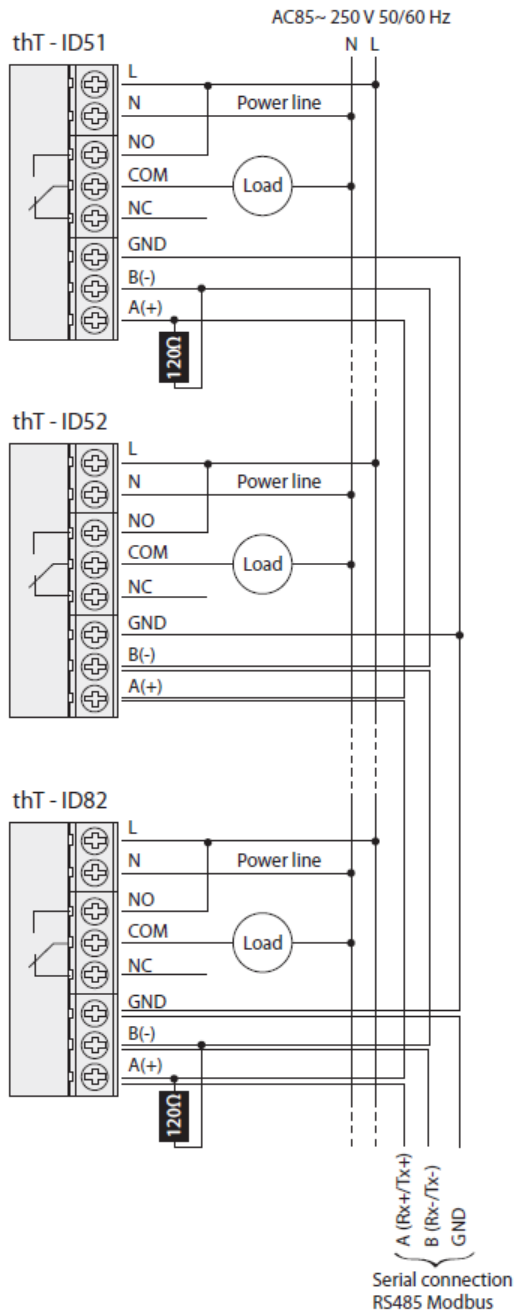 AC85~ 250 V 50/60 Hz
thT - ID51
N L
L
N
Power line
NO
COM
Load
NC
GND
B(-)
A(+)
120Ω
thT - ID52
L
N
Power line
NO
COM
Load
NC
GND
B(-)
A(+)
thT - ID82
L
N
Power line
NO
COM
Load
NC
GND
B(-)
A(+)
120Ω
A (Rx+/Tx+)
B (Rx-/Tx-)
GND
Serial connection
RS485 Modbus